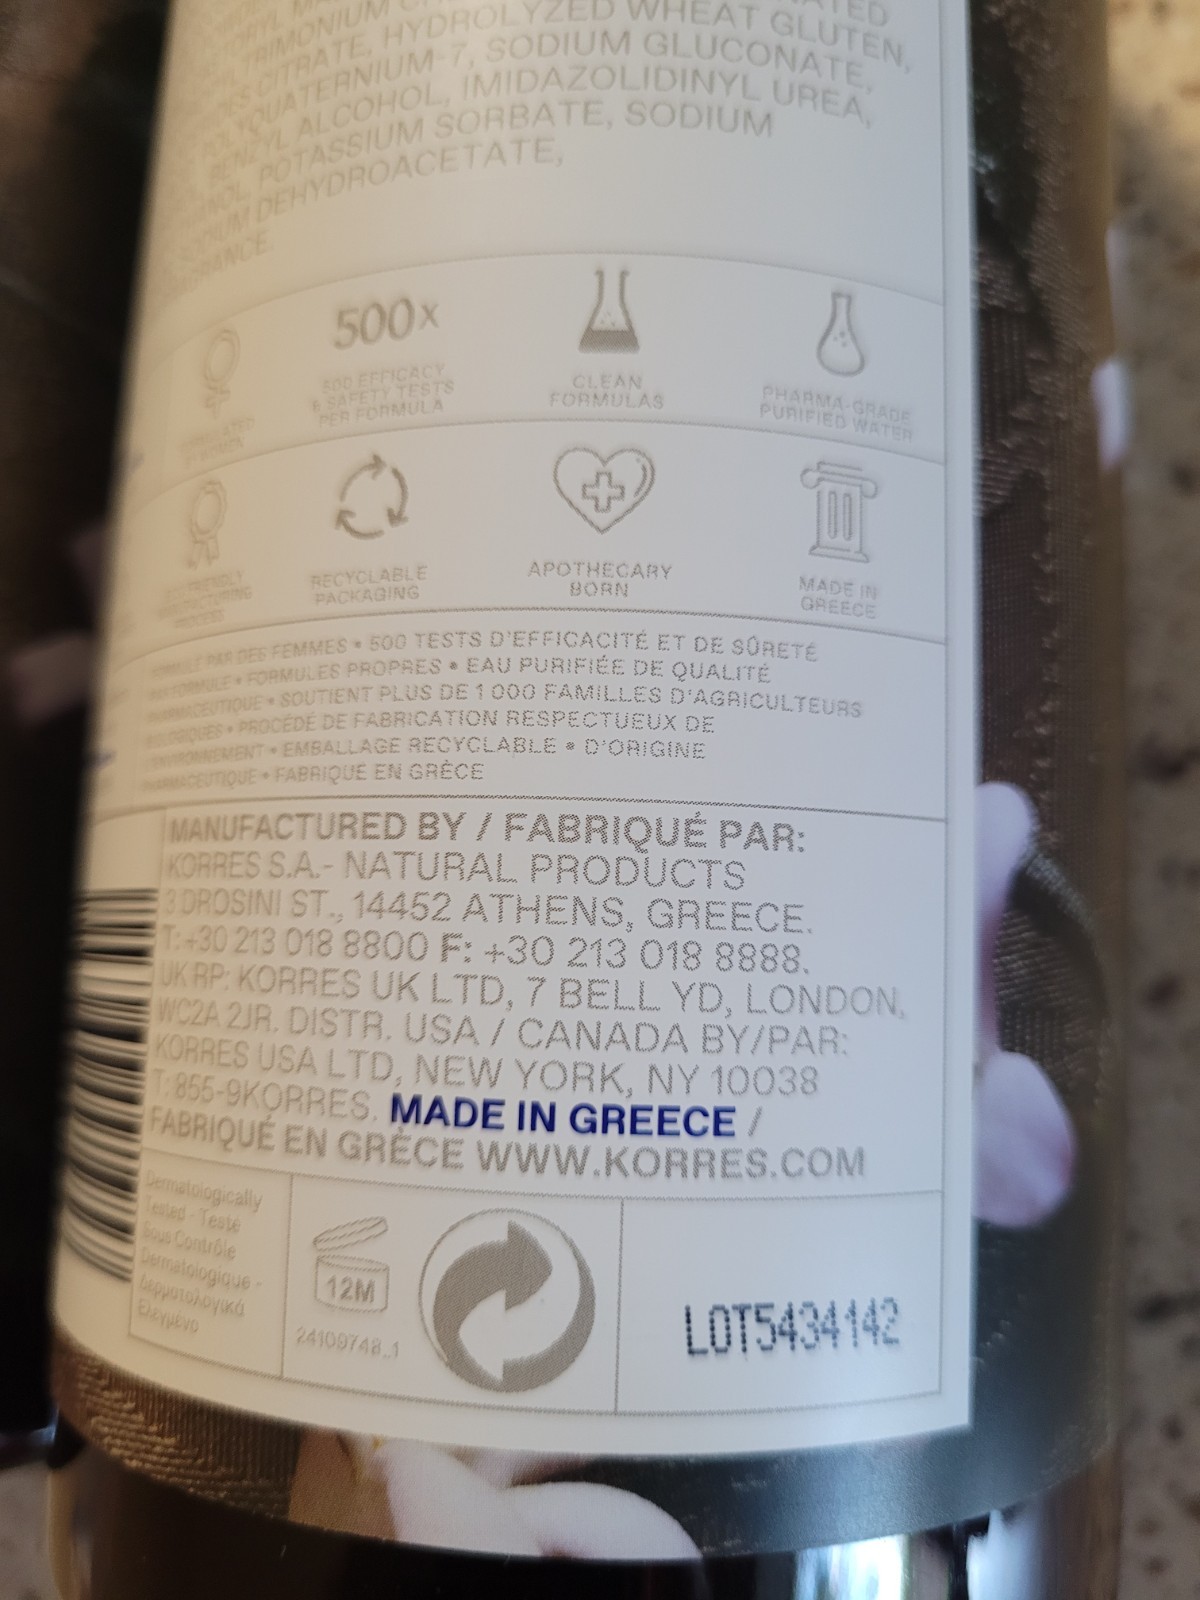 HYDROLYZED WHEAT GLUTEN,
CITRATE, SODIUM GLUCONATE,
POLYQUATERNIUM-7, IMIDAZOLIDINYL UREA,
BENZYL ALCOHOL, SODIUM
POTASSIUM SORBATE,
SODIUM DEHYDROACETATE,
FRAGRANCE.
500x
500 EFFICACY
& SAFETY TESTS
PER FORMULA
CLEAN
FORMULAS
PHARMA-GRADE
PURIFIED WATER
RECYCLABLE
PACKAGING
APOTHECARY
BORN
MADE IN
GREECE
PAR DES FEMMES • 500 TESTS D'EFFICACITÉ ET DE SÛRETÉ
• FORMULES PROPRES • EAU PURIFIÉE DE QUALITÉ
PHARMACEUTIQUE • SOUTIENT PLUS DE 1 000 FAMILLES D'AGRICULTEURS
• PROCÉDÉ DE FABRICATION RESPECTUEUX DE
L'ENVIRONNEMENT • EMBALLAGE RECYCLABLE • D'ORIGINE
PHARMACEUTIQUE • FABRIQUÉ EN GRÈCE
MANUFACTURED BY / FABRIQUÉ PAR:
KORRES S.A.- NATURAL PRODUCTS
3 DROSINI ST., 14452 ATHENS, GREECE.
T: +30 213 018 8800 F: +30 213 018 8888.
UK RP: KORRES UK LTD, 7 BELL YD, LONDON,
WC2A 2JR. DISTR. USA / CANADA BY/PAR:
KORRES USA LTD, NEW YORK, NY 10038
T: 855-9KORRES. MADE IN GREECE /
FABRIQUÉ EN GRÈCE WWW.KORRES.COM
Dermatologically
Tested - Testé
Sous Contrôle
Dermatologique -
Δερματολογικά
Ελεγμένο
12M
24109748_1
LOT5434142